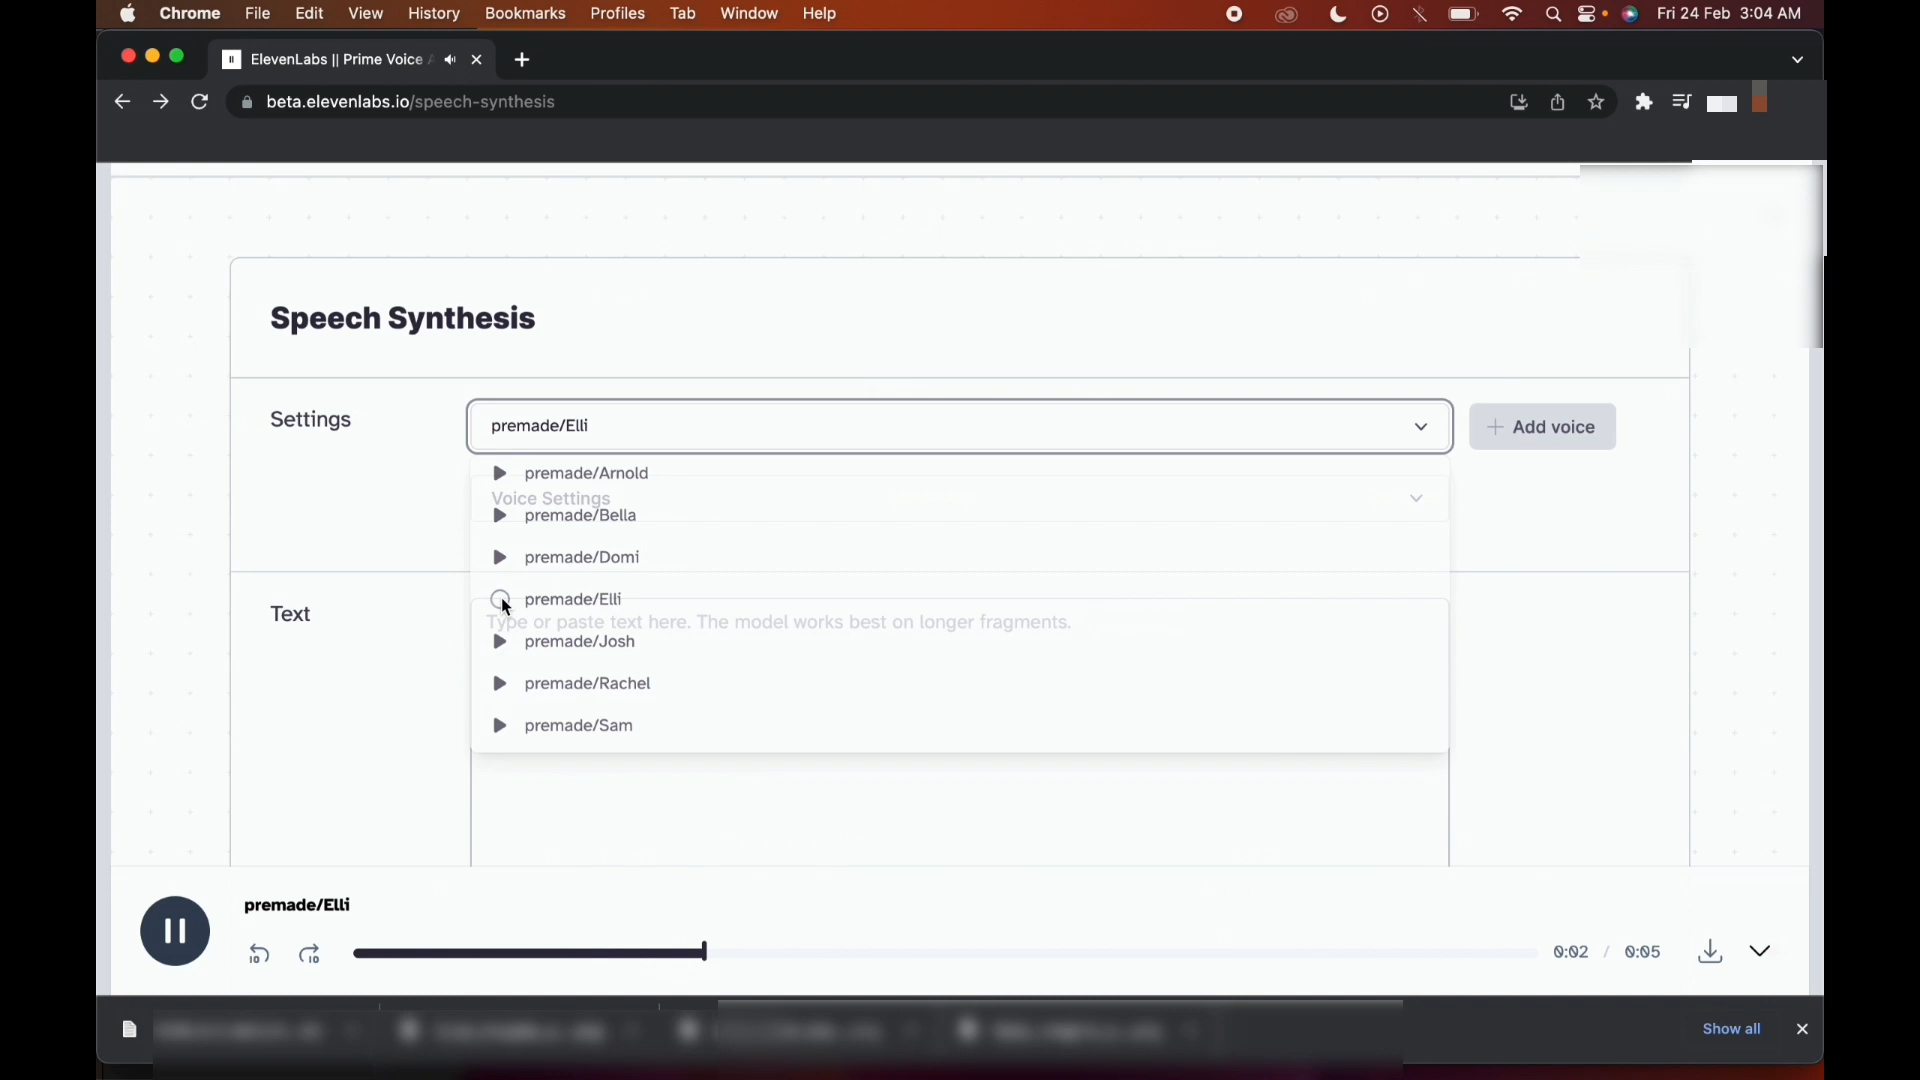 Chrome File Edit View History Bookmarks Profiles Tab Window Help Fri 24 Feb 3:04 AM
ElevenLabs || Prime Voice
beta.elevenlabs.io/speech-synthesis
Speech Synthesis
Settings
premade/Elli
Add voice
premade/Arnold
Voice Settings
premade/Bella
premade/Domi
premade/Elli
Text
Type or paste text here. The model works best on longer fragments.
premade/Josh
premade/Rachel
premade/Sam
premade/Elli
10 10
0:02 / 0:05
Show all